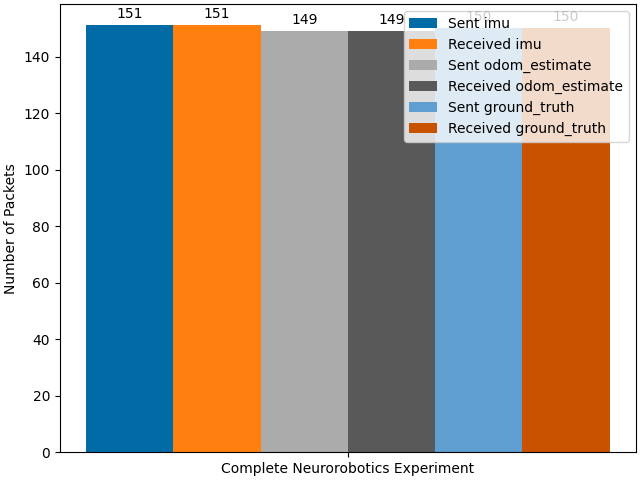 151
151
149
149
150
150
Sent imu
Received imu
Sent odom_estimate
Received odom_estimate
Sent ground_truth
Received ground_truth
Number of Packets
140
120
100
80
60
40
20
0
Complete Neurorobotics Experiment